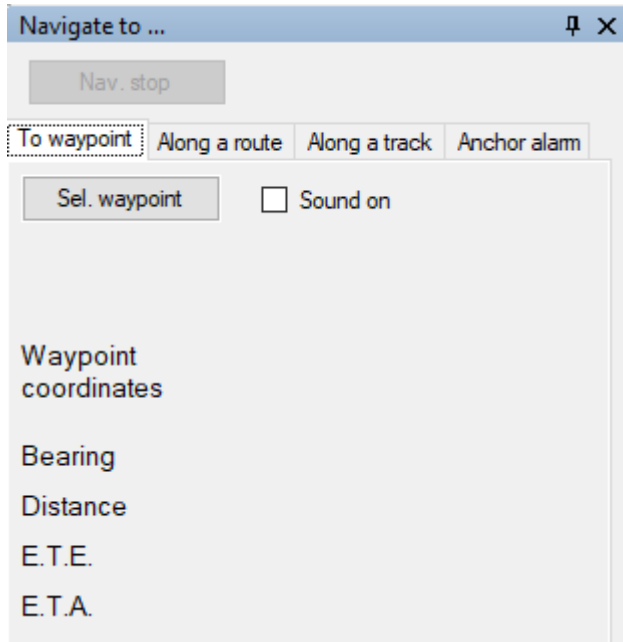 Navigate to ...
Nav. stop
To waypoint Along a route Along a track Anchor alarm
Sel. waypoint Sound on
Waypoint
coordinates
Bearing
Distance
E.T.E.
E.T.A.